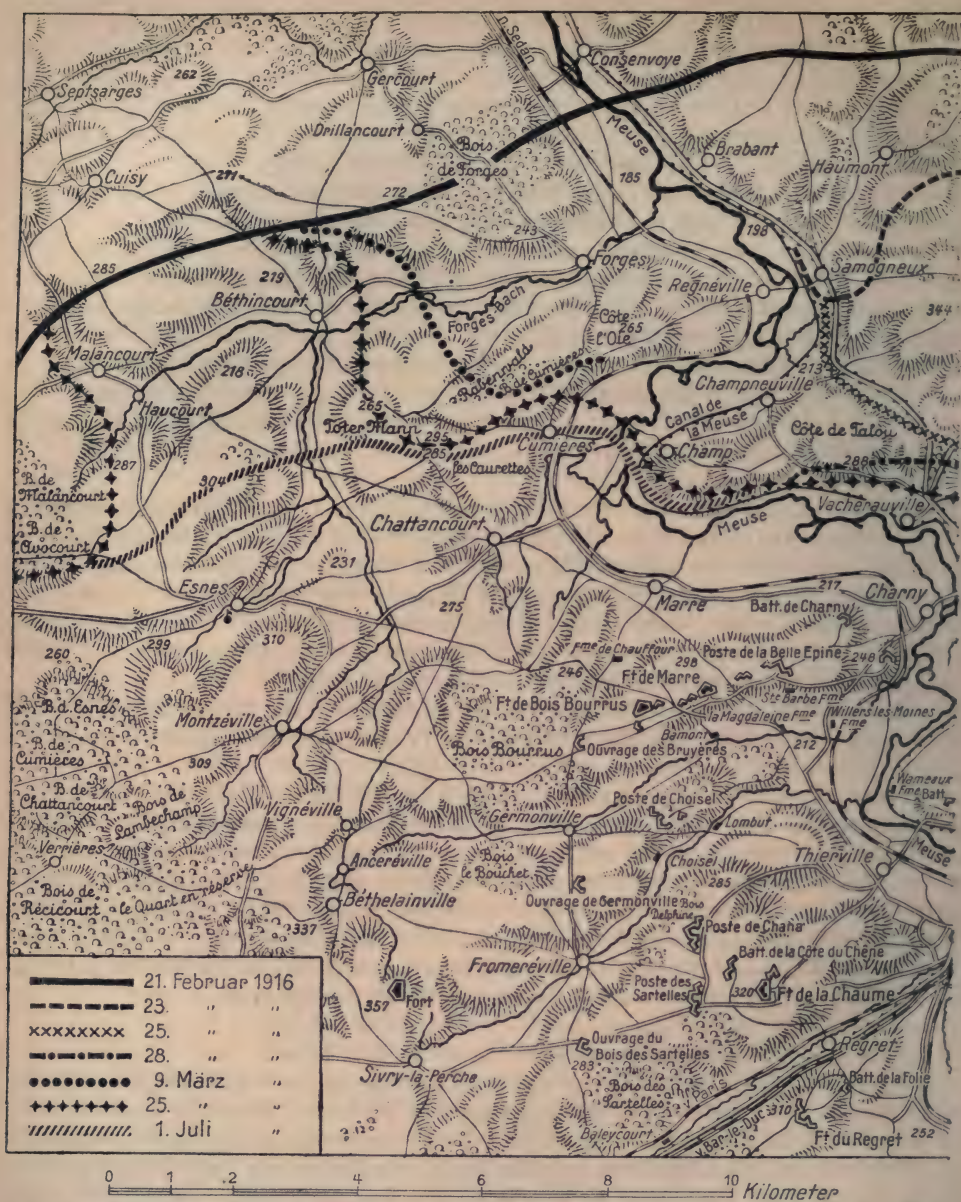 n. Sedan
Consenvoye
262
Gercourt
Septsarges
Meuse
Drillancourt
Bois
de Forges
Brabant
Haumont
Cuisy
271
272
185
243
198
285
219
Forges
Samogneux
Regnéville
Béthincourt
Forges-Bach
Côte
265
l'Oie
344
Malancourt
218
Rabenwald
B. de Cumières
213
Champneuville
Haucourt
265
Toter Mann
295
285
Canal de
la Meuse
Côte de Talou
287
304
les Caurettes
Cumières
Champ
288
B. de
Malancourt
Vacherauville
B. de
Avocourt
Chattancourt
Meuse
Esnes
231
217
Charny
275
Marre
Batt. de Charny
299
310
Fme de Chauffour
Poste de la Belle Epine
248
260
246
298
B. d. Esnes
Ft de Marre
Ste Barbe Fme
Montzéville
Ft de Bois Bourrus
la Magdaleine Fme
Willers les Moines
Fme
B. de
Cumières
Bois Bourrus
Bamont
309
Ouvrage des Bruyères
212
B. de
Chattancourt
Bois de
Lambechamp
Wameaux
Fme Batt.
Vignéville
Germonville
Poste de Choisel
Lombut
Meuse
Verrières
Anceréville
Bois
le Bouchet
Choisel
Thierville
Bois de
Récicourt
le Quart en réserve
285
Béthelainville
Ouvrage de Germonville
Bois
Delphine
337
Poste de Chana
Batt. de la Côte du Chêne
Fromeréville
357
Fort
Poste des
Sartelles
320
Ft de la Chaume
Ouvrage du
Bois des Sartelles
Regret
Sivry-la-Perche
283
Bois des
Sartelles
Paris
Batt. de la Folie
Baleycourt
v. Bar-le-Duc
310
Ft du Regret
252
21. Februar 1916
23. " "
25. " "
28. " "
9. März "
25. " "
1. Juli "
0 1 2 4 6 8 10
Kilometer